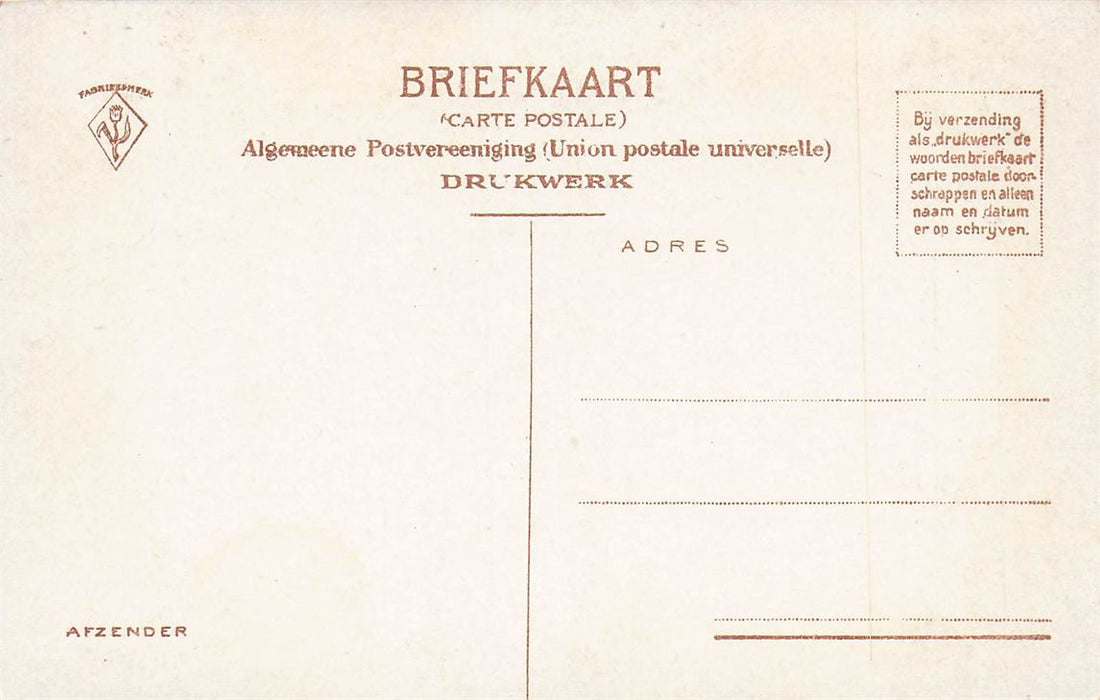 FABRIEKSMERK
BRIEFKAART
(CARTE POSTALE)
Algemeene Postvereeniging (Union postale universelle)
DRUKWERK
Bij verzending
als „drukwerk" de
woorden briefkaart
carte postale door-
schrappen en alleen
naam en datum
er op schrijven.
ADRES
AFZENDER